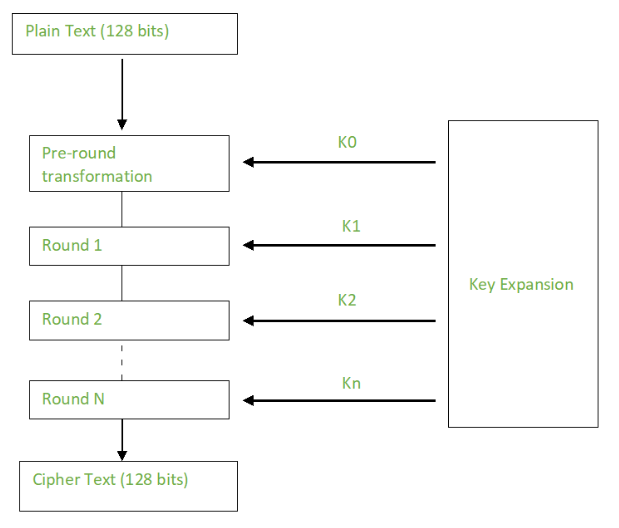 Plain Text (128 bits)
Pre-round
transformation
K0
Round 1
K1
Key Expansion
Round 2
K2
Round N
Kn
Cipher Text (128 bits)